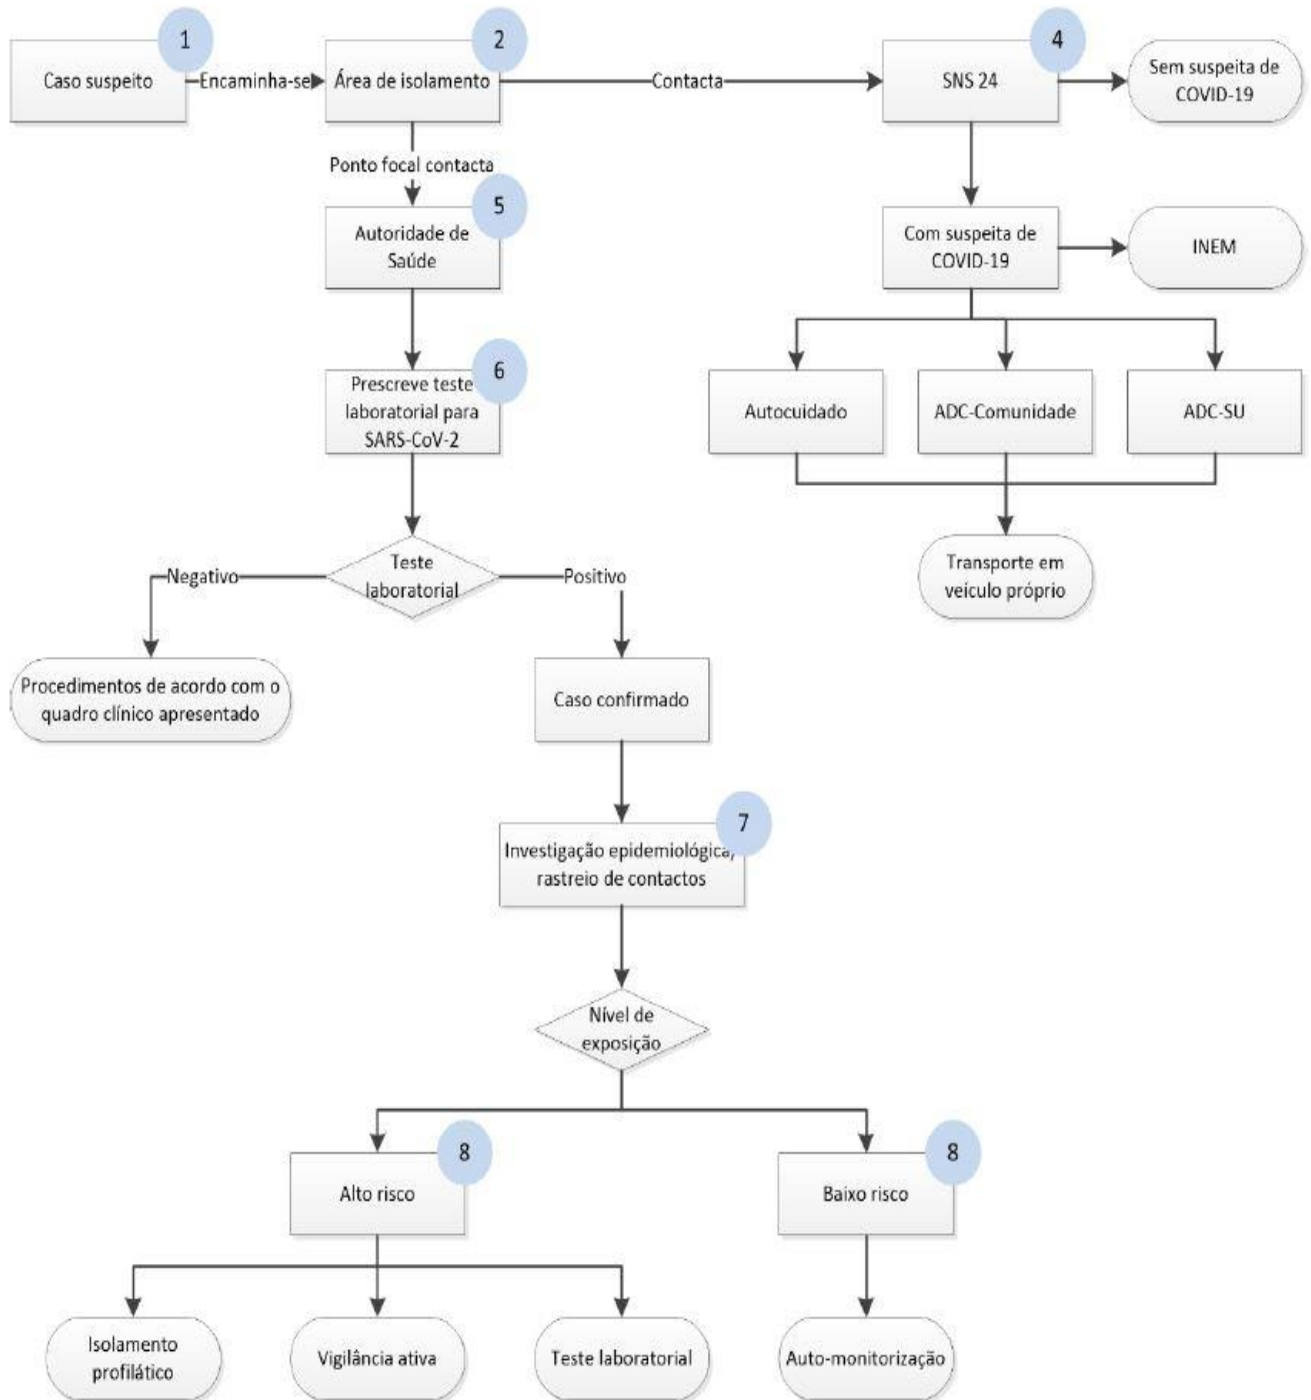 1
Caso suspeito
Encaminha-se
2
Área de isolamento
Contacta
4
SNS 24
Sem suspeita de
COVID-19
Ponto focal contacta
5
Autoridade de
Saúde
Com suspeita de
COVID-19
INEM
6
Prescreve teste
laboratorial para
SARS-CoV-2
Autocuidado
ADC-Comunidade
ADC-SU
Negativo
Teste
laboratorial
Positivo
Transporte em
veículo próprio
Procedimentos de acordo com o
quadro clínico apresentado
Caso confirmado
7
Investigação epidemiológica/
rastreio de contactos
Nível de
exposição
8
Alto risco
8
Baixo risco
Isolamento
profilático
Vigilância ativa
Teste laboratorial
Auto-monitorização